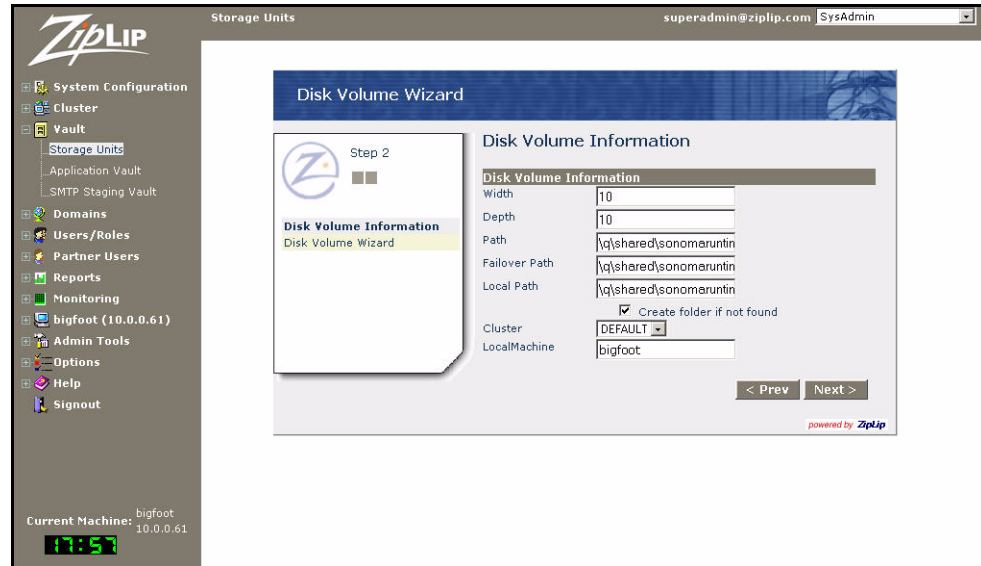 ZipLip
Storage Units
superadmin@ziplip.com
SysAdmin
System Configuration
Cluster
Vault
Storage Units
Application Vault
SMTP Staging Vault
Domains
Users/Roles
Partner Users
Reports
Monitoring
bigfoot (10.0.0.61)
Admin Tools
Options
Help
Signout
Current Machine: bigfoot
10.0.0.61
17:57
Disk Volume Wizard
Step 2
Disk Volume Information
Disk Volume Wizard
Disk Volume Information
Disk Volume Information
Width 10
Depth 10
Path \q\shared\sonomaruntin
Failover Path \q\shared\sonomaruntin
Local Path \q\shared\sonomaruntin
Create folder if not found
Cluster DEFAULT
LocalMachine bigfoot
< Prev Next >
powered by ZipLip